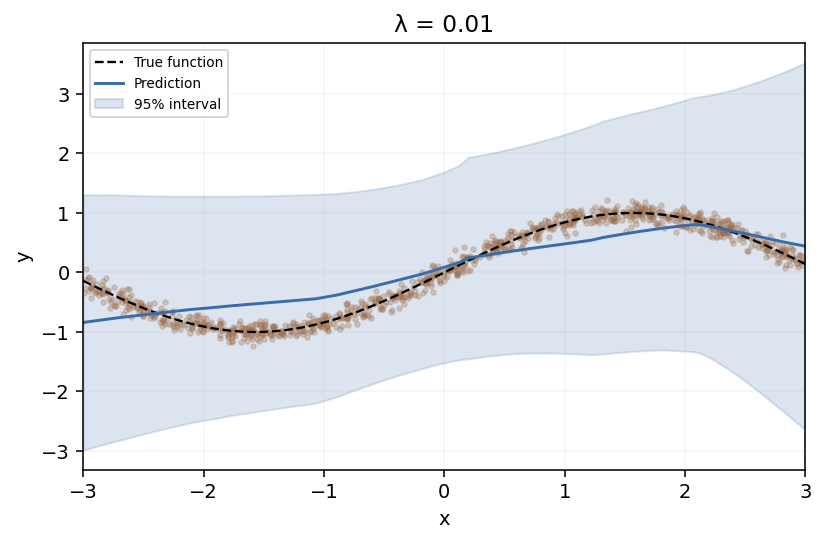 λ = 0.01
True function
Prediction
95% interval
y
3
2
1
0
−1
−2
−3
−3 −2 −1 0 1 2 3
x